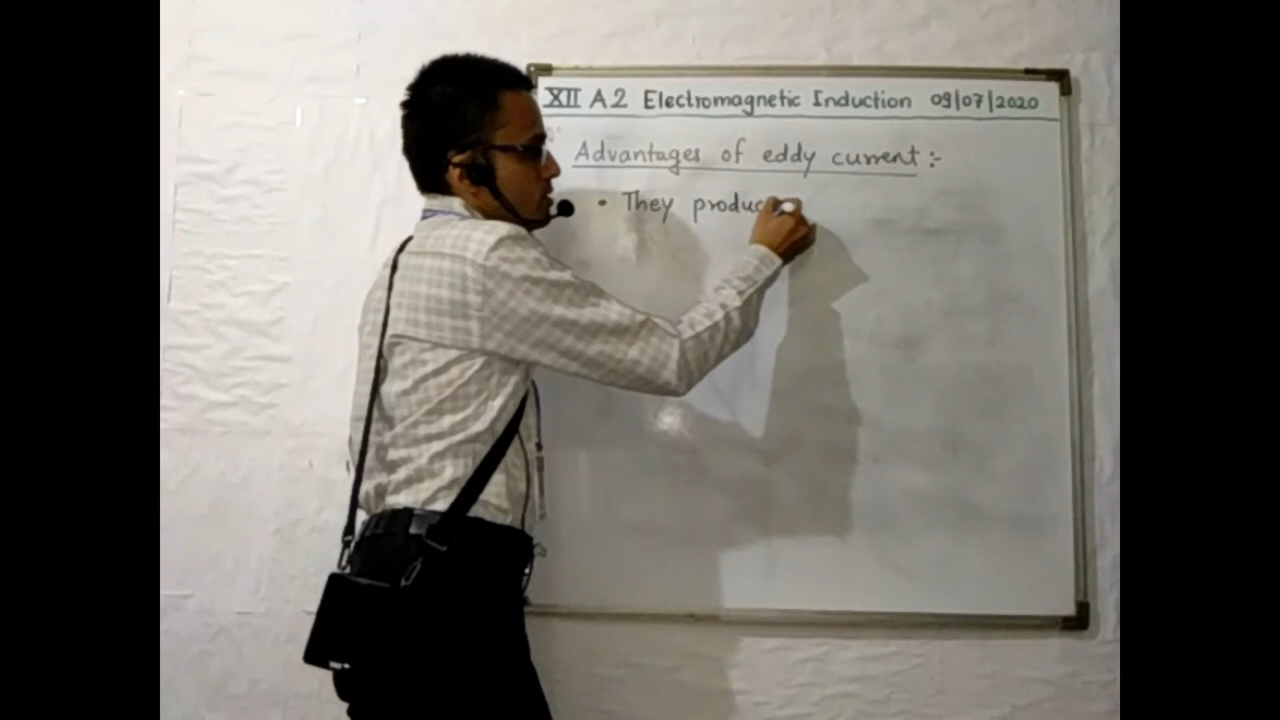 XII A2 Electromagnetic Induction 09/07/2020
Advantages of eddy current :-
• They produc